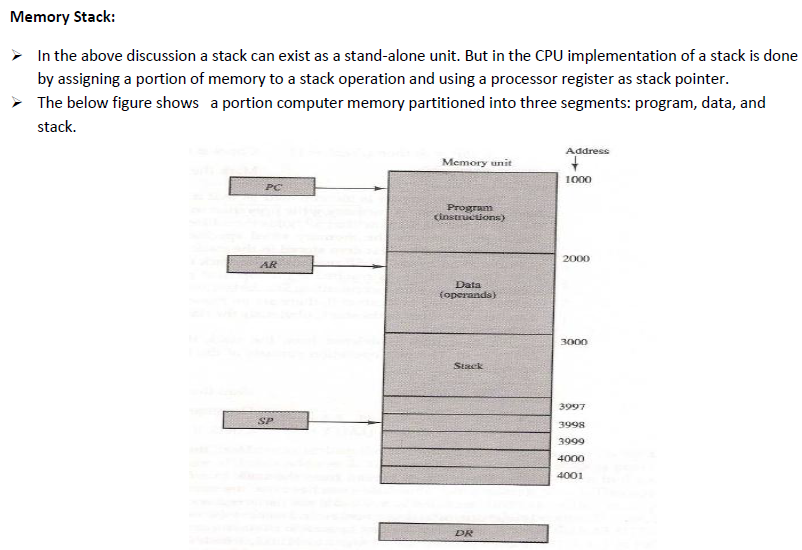 Memory Stack:
➢ In the above discussion a stack can exist as a stand-alone unit. But in the CPU implementation of a stack is done
by assigning a portion of memory to a stack operation and using a processor register as stack pointer.
➢ The below figure shows a portion computer memory partitioned into three segments: program, data, and
stack.
Address
Memory unit
1000
PC
Program
(instructions)
2000
AR
Data
(operands)
3000
Stack
3997
SP
3998
3999
4000
4001
DR